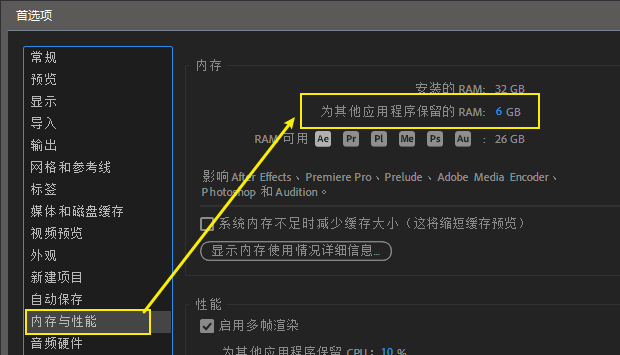 首选项
常规
预览
显示
导入
输出
网格和参考线
标签
媒体和磁盘缓存
视频预览
外观
新建项目
自动保存
内存与性能
音频硬件
内存
安装的 RAM: 32 GB
为其他应用程序保留的 RAM: 6 GB
RAM 可用 Ae Pr Pl Me Ps Au : 26 GB
影响 After Effects、Premiere Pro、Prelude、Adobe Media Encoder、
Photoshop 和 Audition。
系统内存不足时减少缓存大小（这将缩短缓存预览）
显示内存使用情况详细信息...
性能
启用多帧渲染
为其他应用程序保留 CPU: 10 %